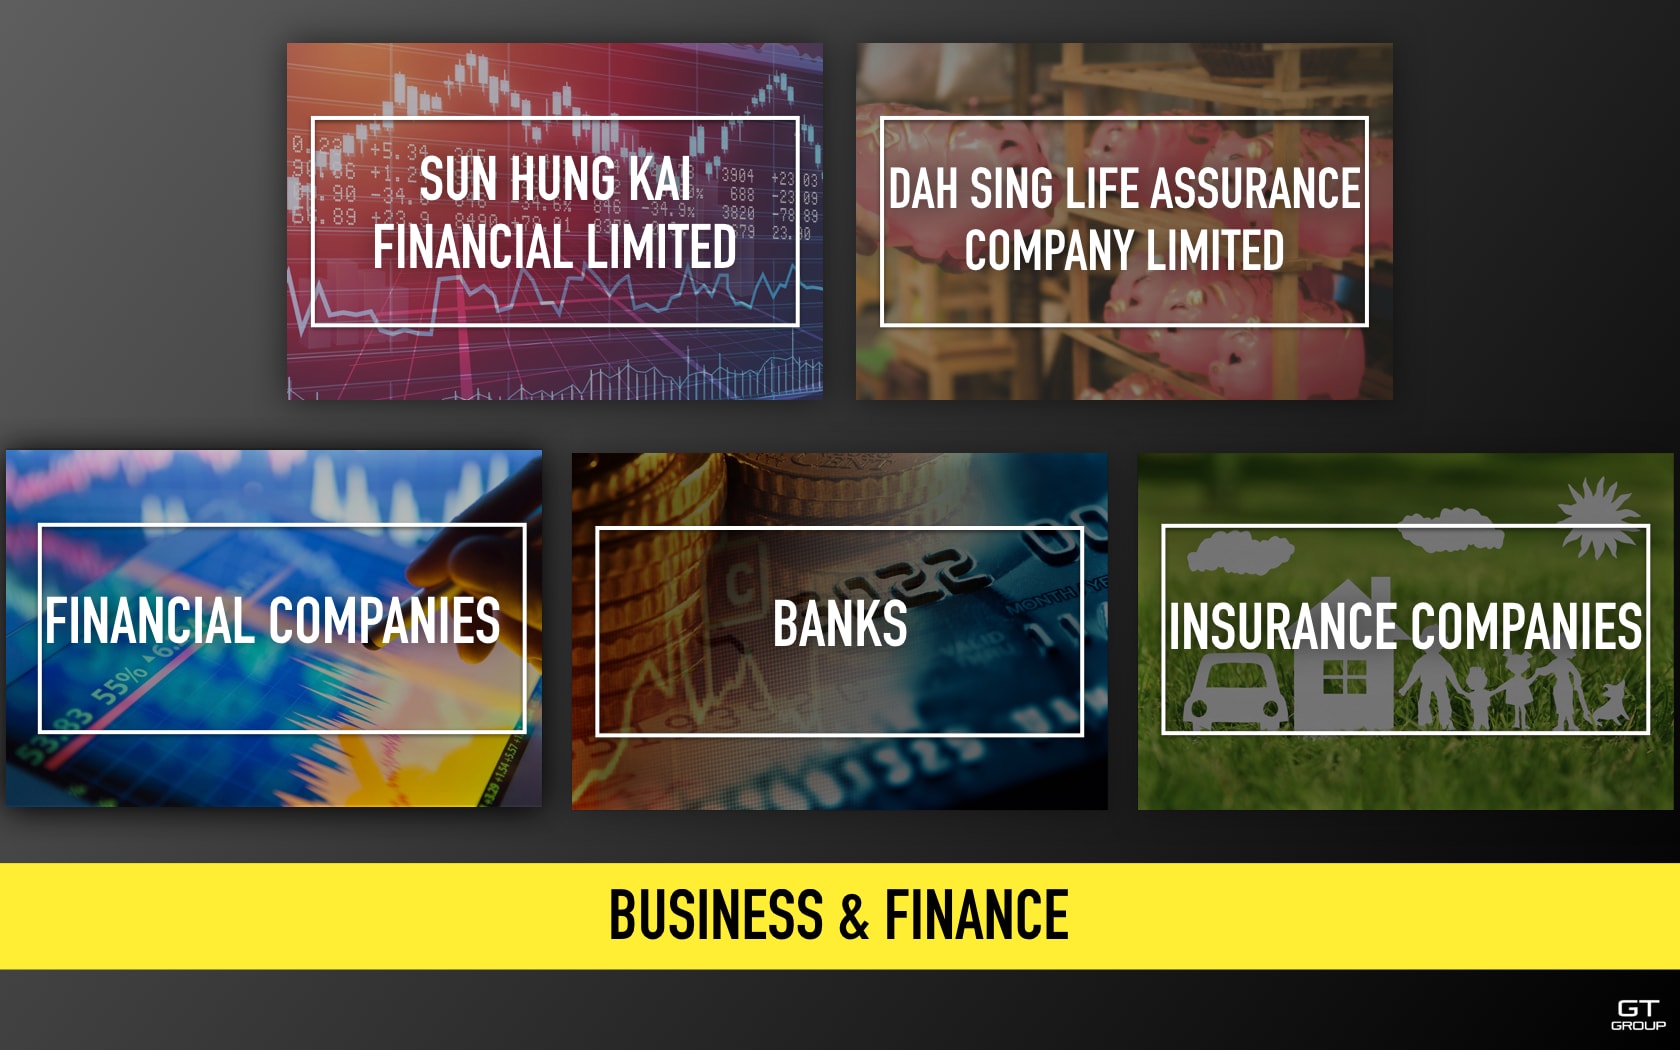 SUN HUNG KAI
FINANCIAL LIMITED
DAH SING LIFE ASSURANCE
COMPANY LIMITED
FINANCIAL COMPANIES
BANKS
INSURANCE COMPANIES
BUSINESS & FINANCE
GT
GROUP